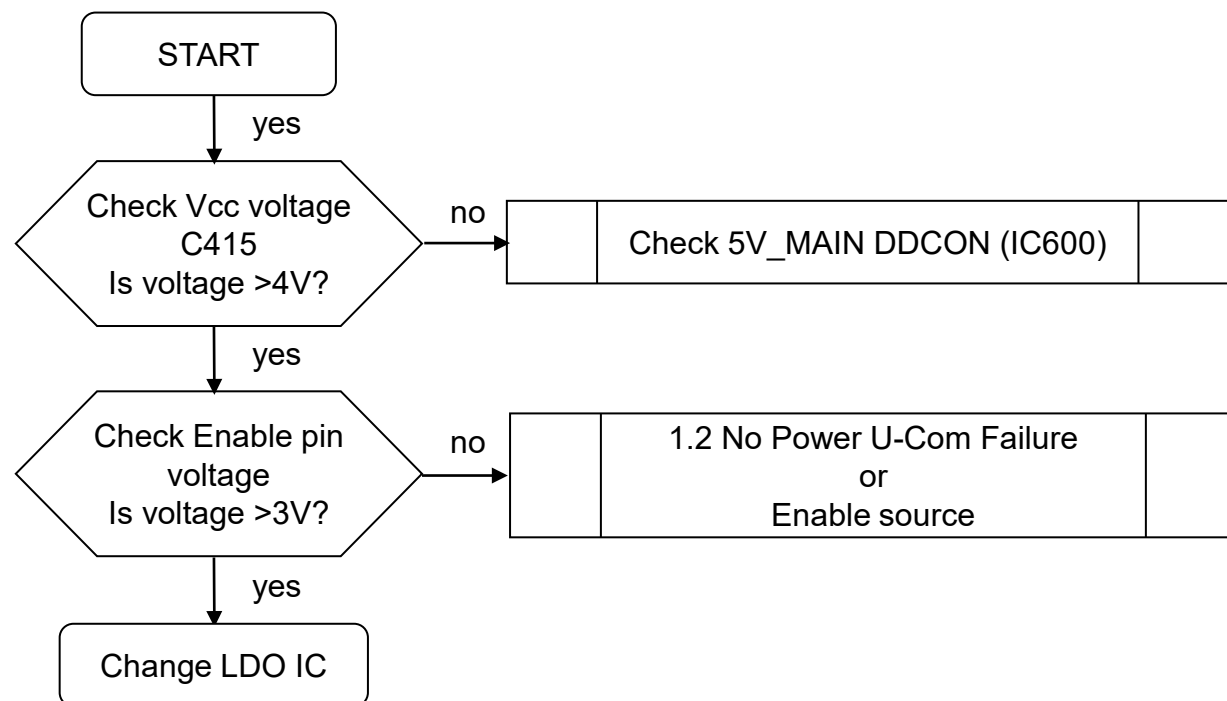 START
yes
Check Vcc voltage
C415
Is voltage >4V?
no
Check 5V_MAIN DDCON (IC600)
yes
Check Enable pin
voltage
Is voltage >3V?
no
1.2 No Power U-Com Failure
or
Enable source
yes
Change LDO IC